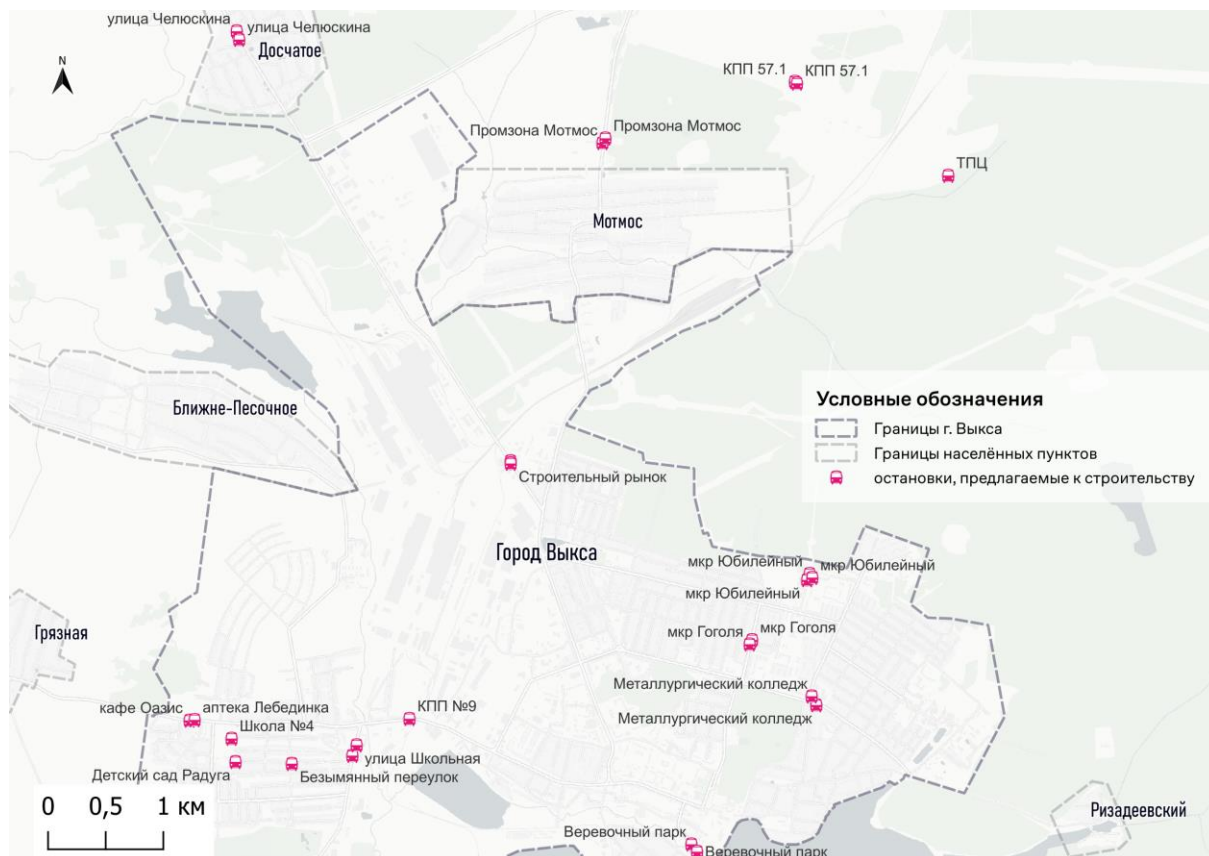 улица Челюскина
улица Челюскина
Досчатое
N
КПП 57.1
КПП 57.1
Промзона Мотмос
Промзона Мотмос
ТПЦ
Мотмос
Ближне-Песочное
Условные обозначения
Границы г. Выкса
Границы населённых пунктов
остановки, предлагаемые к строительству
Строительный рынок
Город Выкса
мкр Юбилейный
мкр Юбилейный
мкр Юбилейный
Грязная
мкр Гоголя
мкр Гоголя
Металлургический колледж
Металлургический колледж
кафе Оазис
аптека Лебединка
КПП №9
Школа №4
улица Школьная
Детский сад Радуга
Безымянный переулок
0 0,5 1 км
Ризадеевский
Веревочный парк
Веревочный парк